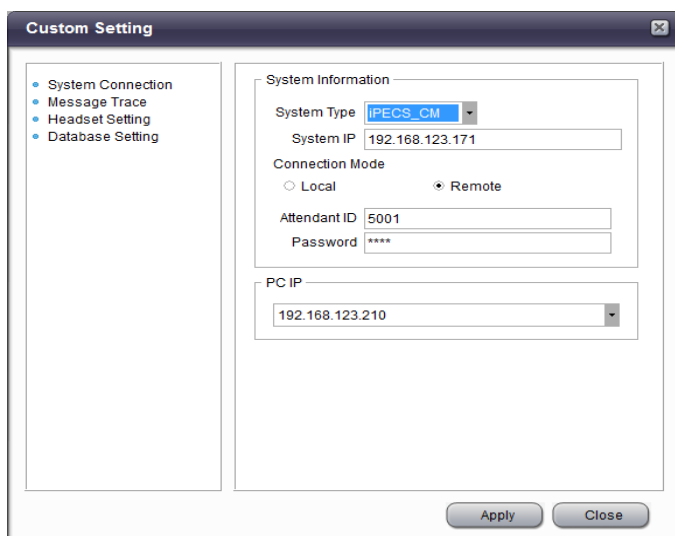 Custom Setting
System Connection
Message Trace
Headset Setting
Database Setting
System Information
System Type iPECS_CM
System IP 192.168.123.171
Connection Mode
Local Remote
Attendant ID 5001
Password ****
PC IP
192.168.123.210
Apply Close